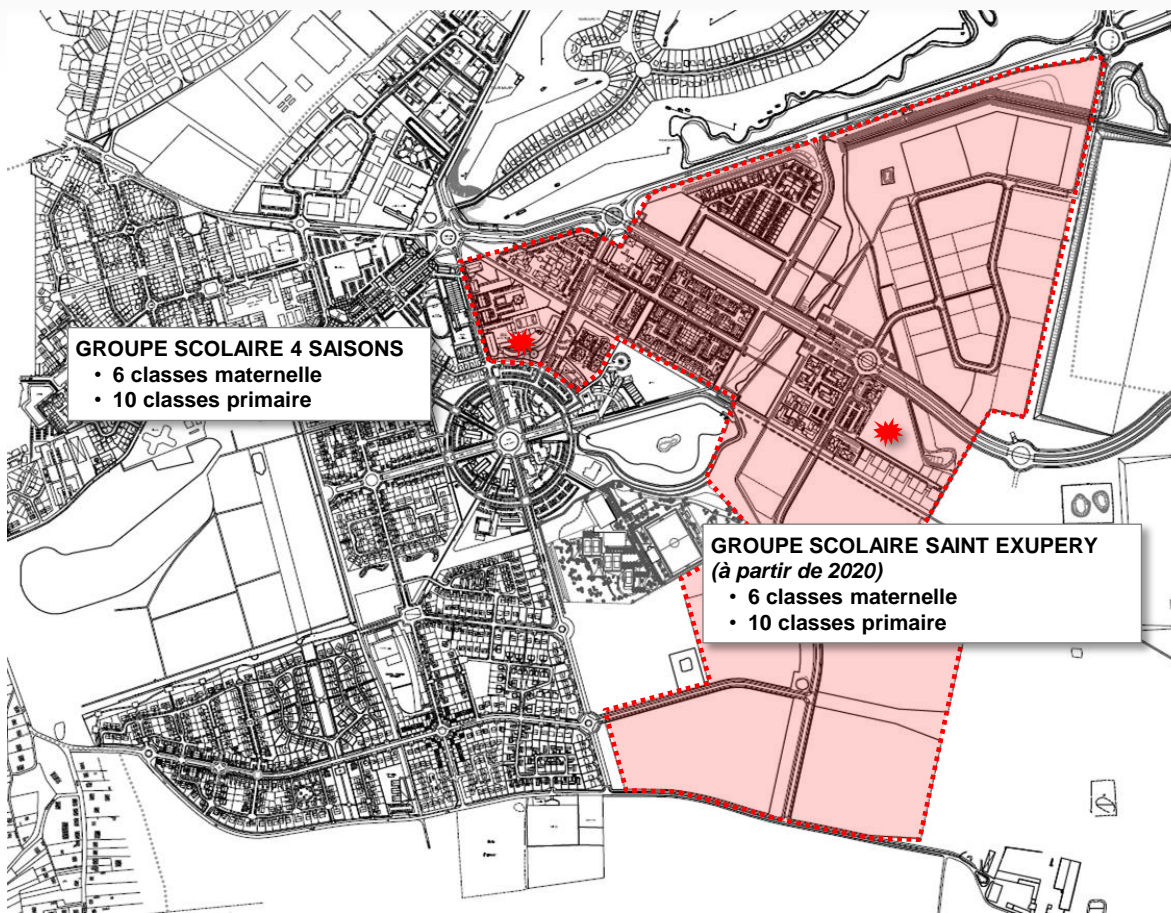 GROUPE SCOLAIRE 4 SAISONS
• 6 classes maternelle
• 10 classes primaire
GROUPE SCOLAIRE SAINT EXUPERY
(à partir de 2020)
• 6 classes maternelle
• 10 classes primaire